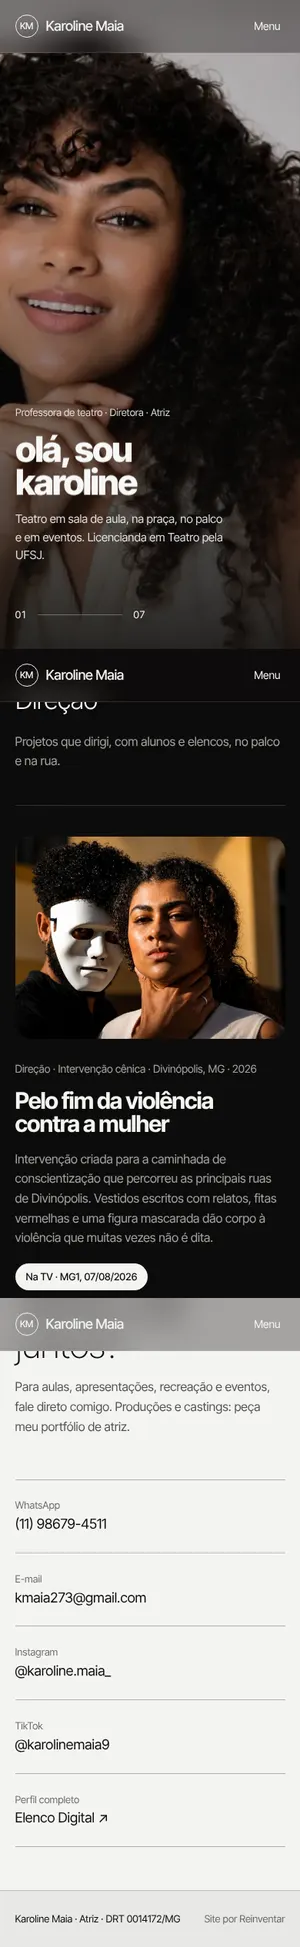 KM Karoline Maia Menu
Professora de teatro · Diretora · Atriz
olá, sou
karoline
Teatro em sala de aula, na praça, no palco
e em eventos. Licencianda em Teatro pela
UFSJ.
01 07
KM Karoline Maia Menu
Direção
Projetos que dirigi, com alunos e elencos, no palco
e na rua.
Direção · Intervenção cênica · Divinópolis, MG · 2026
Pelo fim da violência
contra a mulher
Intervenção criada para a caminhada de
conscientização que percorreu as principais ruas
de Divinópolis. Vestidos escritos com relatos, fitas
vermelhas e uma figura mascarada dão corpo à
violência que muitas vezes não é dita.
Na TV · MG1, 07/08/2026
KM Karoline Maia Menu
juntos?
Para aulas, apresentações, recreação e eventos,
fale direto comigo. Produções e castings: peça
meu portfólio de atriz.
WhatsApp
(11) 98679-4511
E-mail
kmaia273@gmail.com
Instagram
@karoline.maia_
TikTok
@karolinemaia9
Perfil completo
Elenco Digital ↗
Karoline Maia · Atriz · DRT 0014172/MG Site por Reinventar